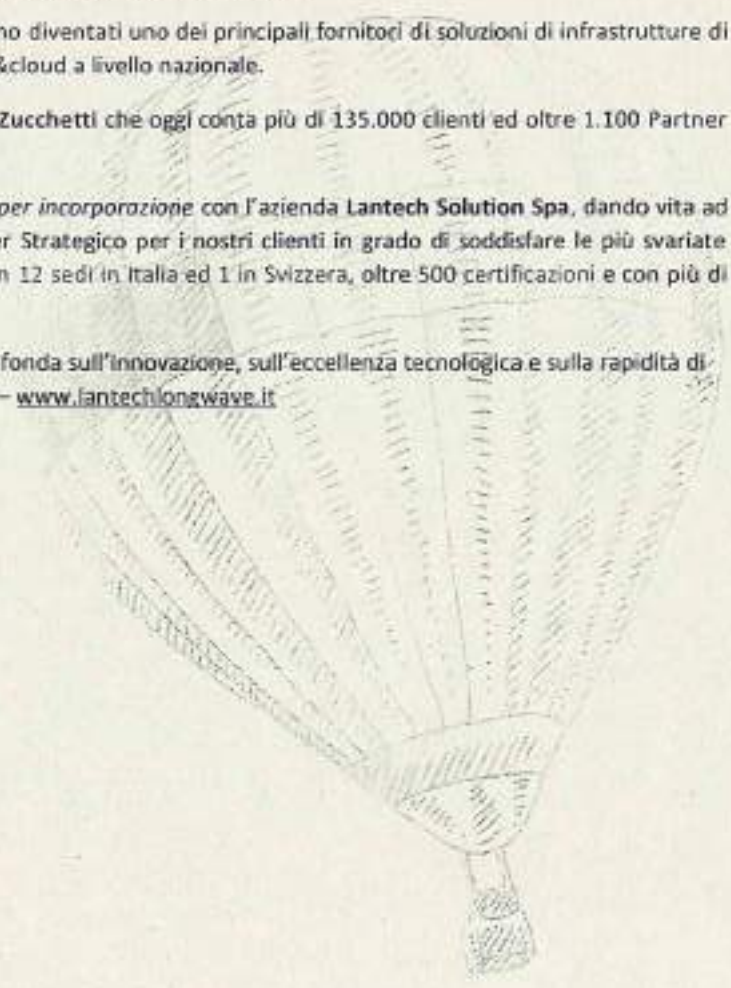 no diventati uno dei principali fornitori di soluzioni di infrastrutture di
&cloud a livello nazionale.
Zucchetti che oggi conta più di 135.000 clienti ed oltre 1.100 Partner
per incorporazione con l'azienda Lantech Solution Spa, dando vita ad
er Strategico per i nostri clienti in grado di soddisfare le più svariate
n 12 sedi in Italia ed 1 in Svizzera, oltre 500 certificazioni e con più di
fonda sull'innovazione, sull'eccellenza tecnologica e sulla rapidità di
– www.lantechlongwave.it